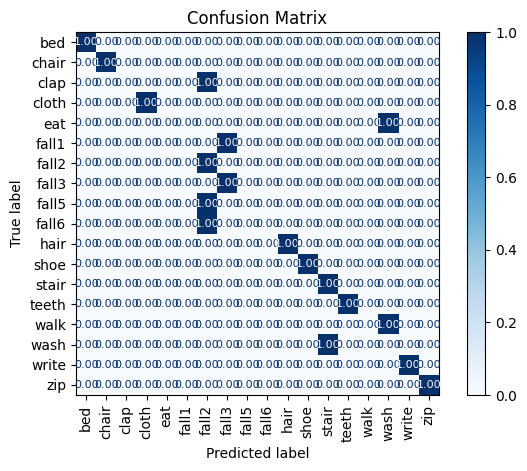 Confusion Matrix
True label
bed 1.00 0.00 0.00 0.00 0.00 0.00 0.00 0.00 0.00 0.00 0.00 0.00 0.00 0.00 0.00 0.00 0.00 0.00
chair 0.00 1.00 0.00 0.00 0.00 0.00 0.00 0.00 0.00 0.00 0.00 0.00 0.00 0.00 0.00 0.00 0.00 0.00
clap 0.00 0.00 0.00 0.00 0.00 0.00 1.00 0.00 0.00 0.00 0.00 0.00 0.00 0.00 0.00 0.00 0.00 0.00
cloth 0.00 0.00 0.00 1.00 0.00 0.00 0.00 0.00 0.00 0.00 0.00 0.00 0.00 0.00 0.00 0.00 0.00 0.00
eat 0.00 0.00 0.00 0.00 0.00 0.00 0.00 0.00 0.00 0.00 0.00 0.00 0.00 0.00 0.00 1.00 0.00 0.00
fall1 0.00 0.00 0.00 0.00 0.00 0.00 0.00 1.00 0.00 0.00 0.00 0.00 0.00 0.00 0.00 0.00 0.00 0.00
fall2 0.00 0.00 0.00 0.00 0.00 0.00 1.00 0.00 0.00 0.00 0.00 0.00 0.00 0.00 0.00 0.00 0.00 0.00
fall3 0.00 0.00 0.00 0.00 0.00 0.00 0.00 1.00 0.00 0.00 0.00 0.00 0.00 0.00 0.00 0.00 0.00 0.00
fall5 0.00 0.00 0.00 0.00 0.00 0.00 1.00 0.00 0.00 0.00 0.00 0.00 0.00 0.00 0.00 0.00 0.00 0.00
fall6 0.00 0.00 0.00 0.00 0.00 0.00 1.00 0.00 0.00 0.00 0.00 0.00 0.00 0.00 0.00 0.00 0.00 0.00
hair 0.00 0.00 0.00 0.00 0.00 0.00 0.00 0.00 0.00 0.00 1.00 0.00 0.00 0.00 0.00 0.00 0.00 0.00
shoe 0.00 0.00 0.00 0.00 0.00 0.00 0.00 0.00 0.00 0.00 0.00 1.00 0.00 0.00 0.00 0.00 0.00 0.00
stair 0.00 0.00 0.00 0.00 0.00 0.00 0.00 0.00 0.00 0.00 0.00 0.00 1.00 0.00 0.00 0.00 0.00 0.00
teeth 0.00 0.00 0.00 0.00 0.00 0.00 0.00 0.00 0.00 0.00 0.00 0.00 0.00 1.00 0.00 0.00 0.00 0.00
walk 0.00 0.00 0.00 0.00 0.00 0.00 0.00 0.00 0.00 0.00 0.00 0.00 0.00 0.00 0.00 1.00 0.00 0.00
wash 0.00 0.00 0.00 0.00 0.00 0.00 0.00 0.00 0.00 0.00 0.00 0.00 1.00 0.00 0.00 0.00 0.00 0.00
write 0.00 0.00 0.00 0.00 0.00 0.00 0.00 0.00 0.00 0.00 0.00 0.00 0.00 0.00 0.00 0.00 1.00 0.00
zip 0.00 0.00 0.00 0.00 0.00 0.00 0.00 0.00 0.00 0.00 0.00 0.00 0.00 0.00 0.00 0.00 0.00 1.00
bed chair clap cloth eat fall1 fall2 fall3 fall5 fall6 hair shoe stair teeth walk wash write zip
Predicted label
1.0
0.8
0.6
0.4
0.2
0.0